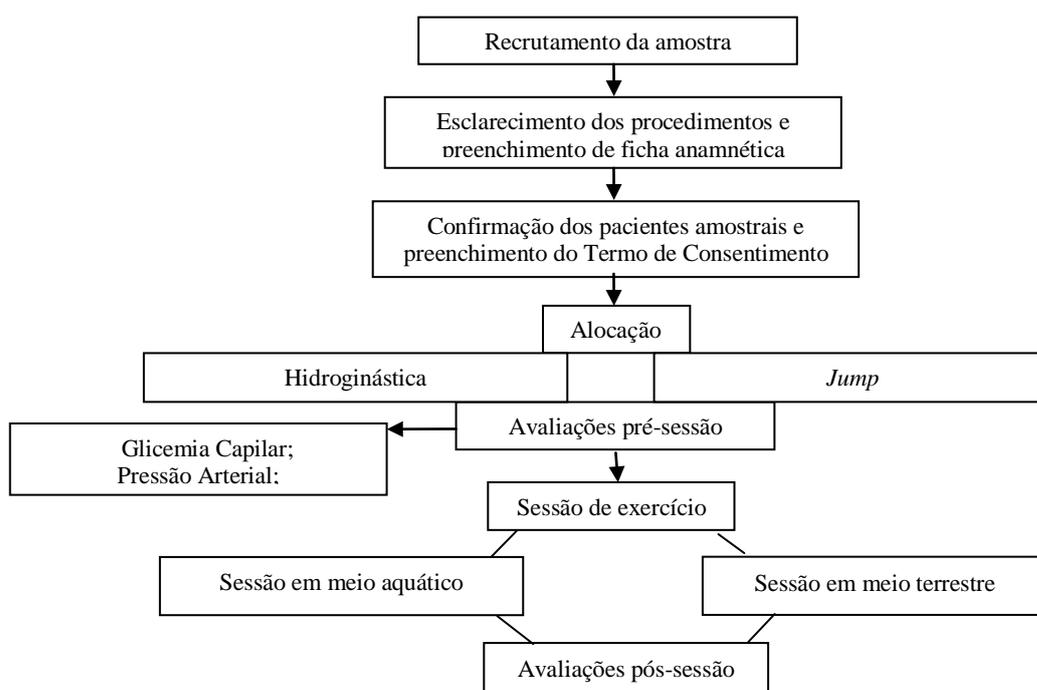 Recrutamento da amostra
Esclarecimento dos procedimentos e
preenchimento de ficha anamnética
Confirmação dos pacientes amostrais e
preenchimento do Termo de Consentimento
Alocação
Hidroginástica
Jump
Avaliações pré-sessão
Glicemia Capilar;
Pressão Arterial;
Sessão de exercício
Sessão em meio aquático
Sessão em meio terrestre
Avaliações pós-sessão